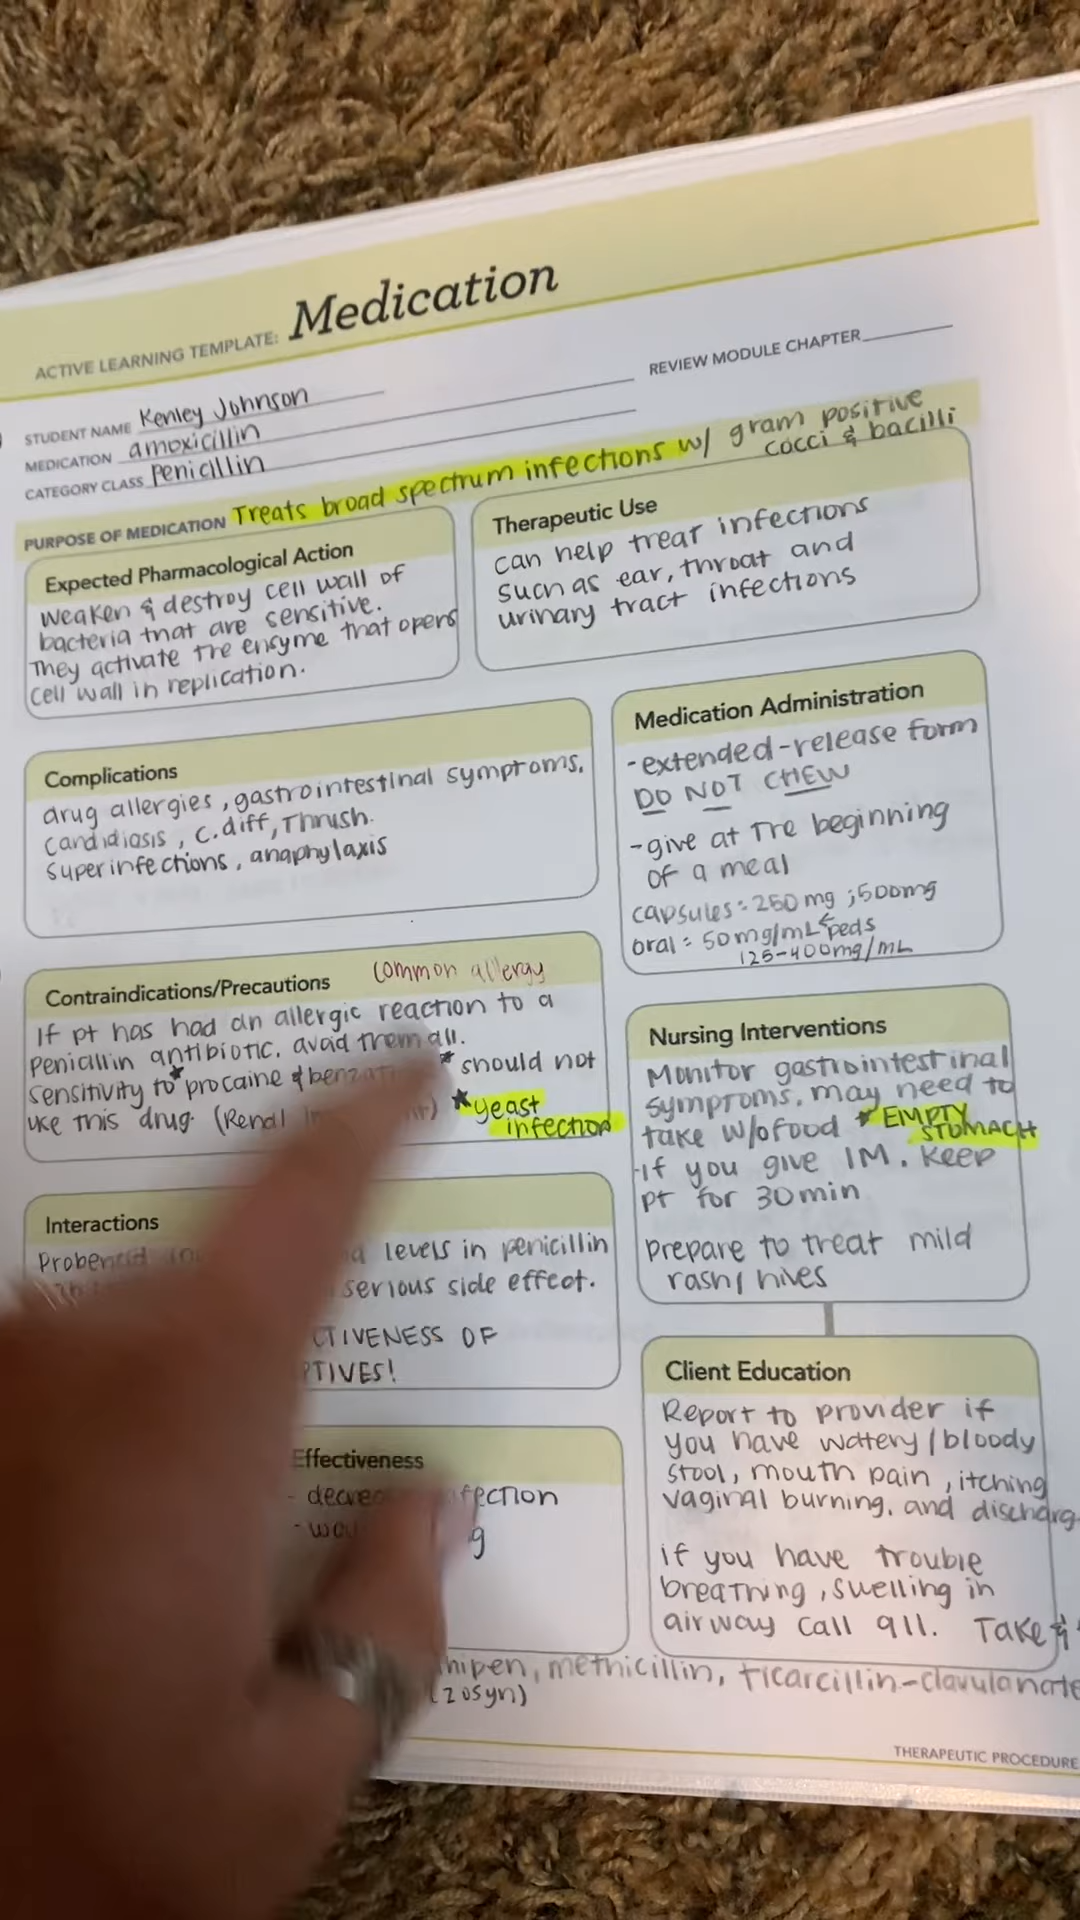 ACTIVE LEARNING TEMPLATE: Medication
STUDENT NAME Kenley Johnson
REVIEW MODULE CHAPTER
MEDICATION amoxicillin
CATEGORY CLASS penicillin
PURPOSE OF MEDICATION Treats broad spectrum infections w/ gram positive
cocci & bacilli
Expected Pharmacological Action
weaken & destroy cell wall of
bacteria that are sensitive.
They activate the enzyme that opens
cell wall in replication.
Therapeutic Use
can help treat infections
such as ear, throat and
urinary tract infections
Complications
drug allergies, gastrointestinal symptoms,
candidiosis, c.diff, Thrush.
superinfections, anaphylaxis
Medication Administration
-extended-release form
DO NOT CHEW
-give at the beginning
of a meal
capsules: 250mg; 500mg
oral: 50mg/mL ← peds
125-400mg/mL
Contraindications/Precautions common allergy
If pt has had an allergic reaction to a
penicillin antibiotic. avoid them all.
sensitivity to *procaine & * should not
use this drug. (Renal *yeast
infection
Nursing Interventions
Monitor gastrointestinal
symptoms. may need to
take w/o food * EMPTY
STOMACH
-if you give IM. keep
pt for 30min
prepare to treat mild
rash/hives
Interactions
levels in penicillin
serious side effect.
OF
Client Education
Report to provider if
you have watery/bloody
stool, mouth pain, itching
vaginal burning, and
if you have trouble
breathing, swelling in
airway call 911. Take
Effectiveness
-
-
methicillin, ticarcillin-clavulanate
(zosyn)
THERAPEUTIC PROCEDURE